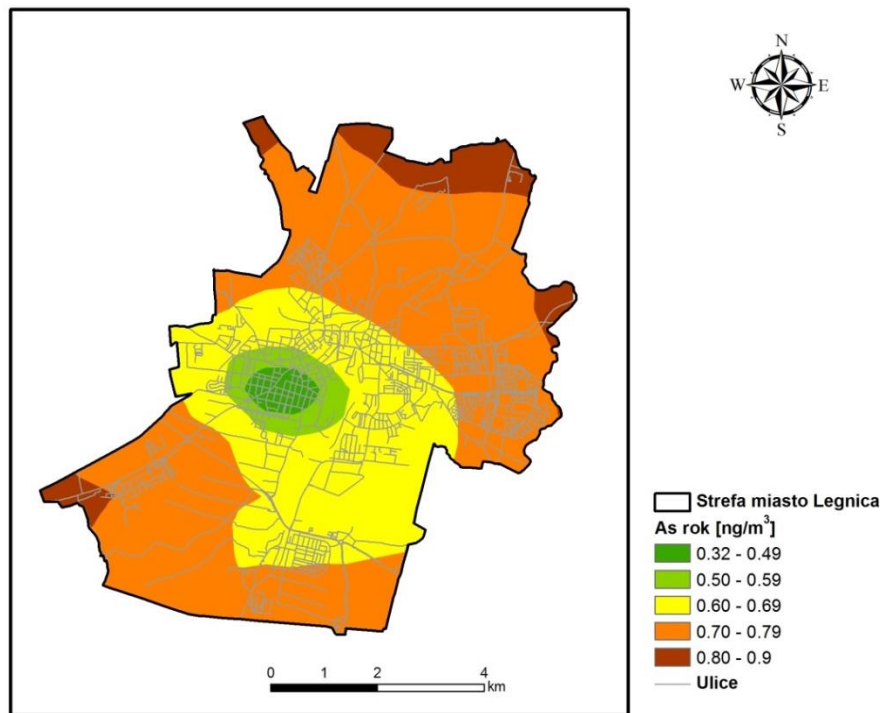 N
W E
S
Strefa miasto Legnica
As rok [ng/m³]
0.32 - 0.49
0.50 - 0.59
0.60 - 0.69
0.70 - 0.79
0.80 - 0.9
Ulice
0 2 4
km